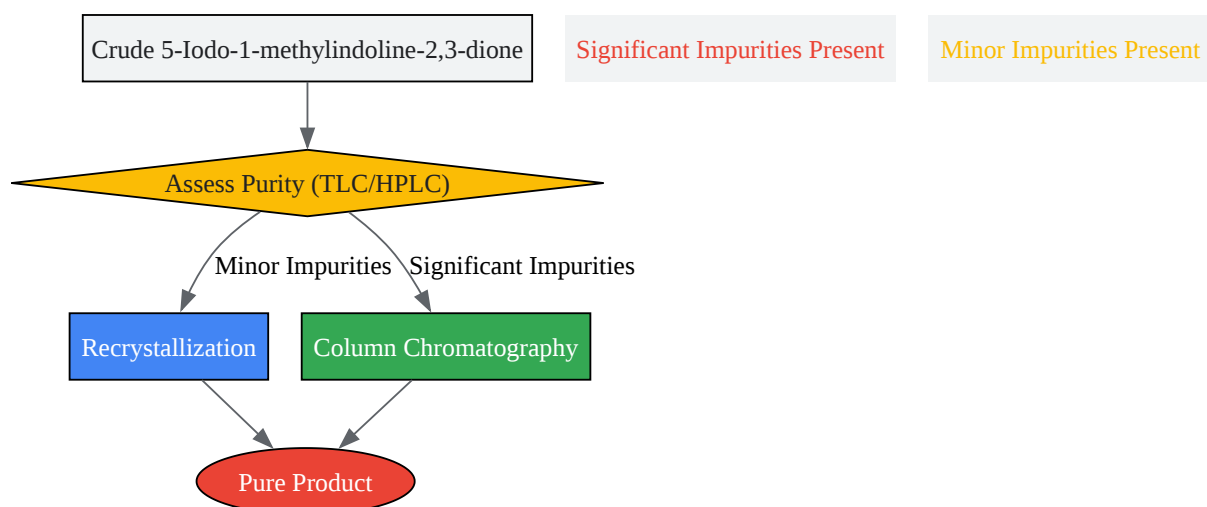 Crude 5-Iodo-1-methylindoline-2,3-dione
Significant Impurities Present
Minor Impurities Present
Assess Purity (TLC/HPLC)
Minor Impurities
Significant Impurities
Recrystallization
Column Chromatography
Pure Product